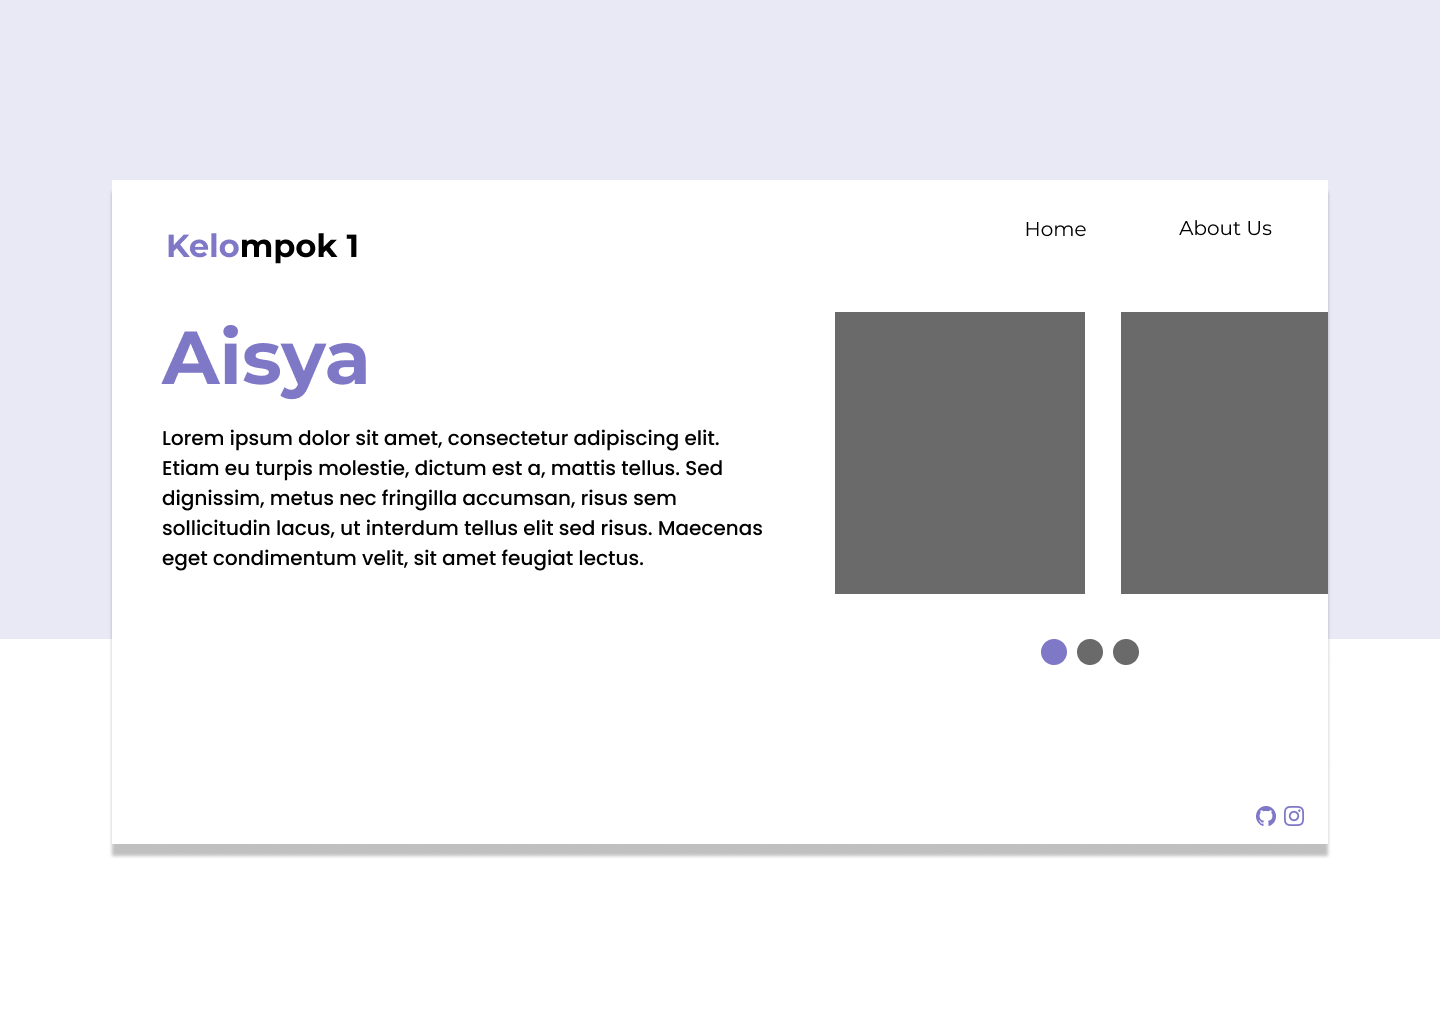 Kelompok 1
Home
About Us
Aisya
Lorem ipsum dolor sit amet, consectetur adipiscing elit.
Etiam eu turpis molestie, dictum est a, mattis tellus. Sed
dignissim, metus nec fringilla accumsan, risus sem
sollicitudin lacus, ut interdum tellus elit sed risus. Maecenas
eget condimentum velit, sit amet feugiat lectus.